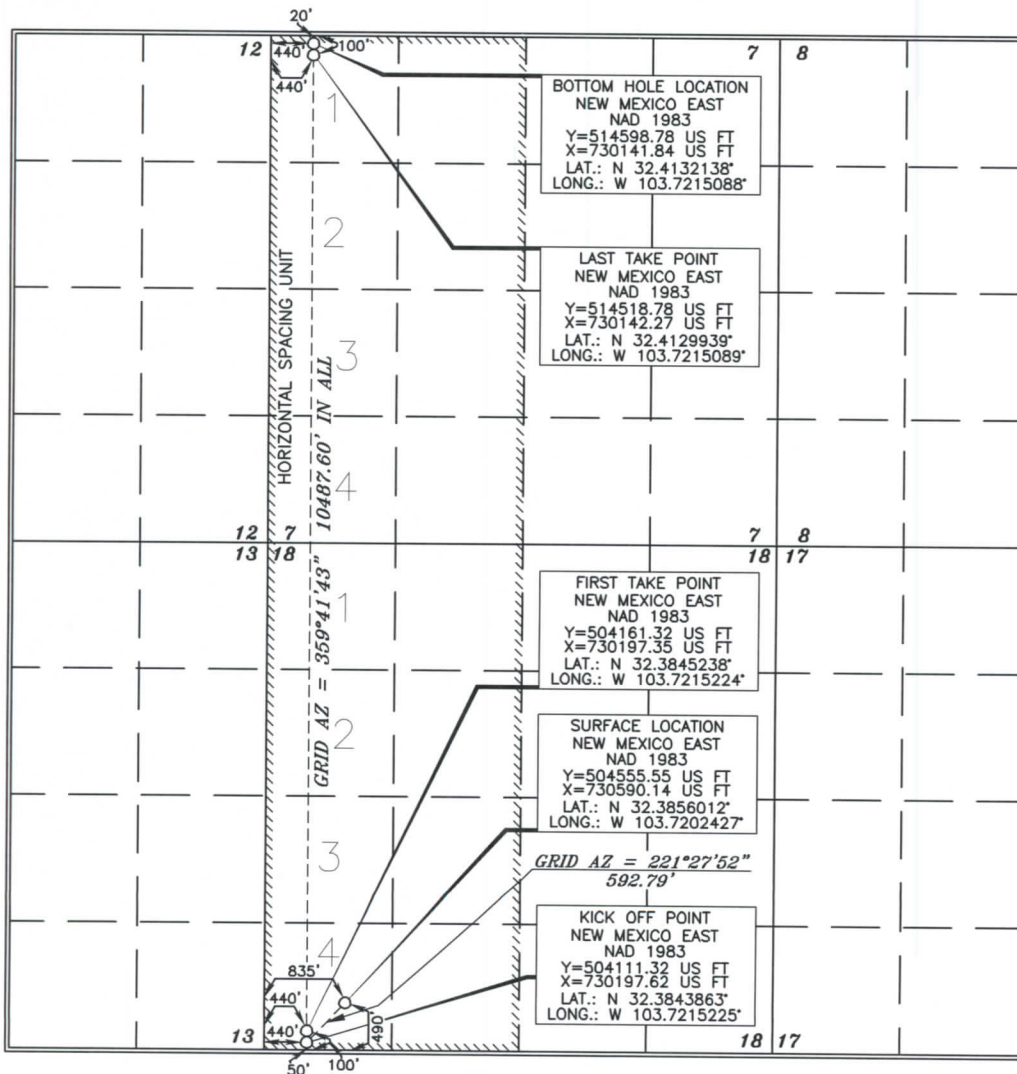 20'
12
440'
100'
7
8
440'
BOTTOM HOLE LOCATION
NEW MEXICO EAST
NAD 1983
Y=514598.78 US FT
X=730141.84 US FT
LAT.: N 32.4132138°
LONG.: W 103.7215088°
1
2
LAST TAKE POINT
NEW MEXICO EAST
NAD 1983
Y=514518.78 US FT
X=730142.27 US FT
LAT.: N 32.4129939°
LONG.: W 103.7215089°
HORIZONTAL SPACING UNIT
3
GRID AZ = 359°41'43" 10487.60' IN ALL
4
12
7
7
8
13
18
18
17
FIRST TAKE POINT
NEW MEXICO EAST
NAD 1983
Y=504161.32 US FT
X=730197.35 US FT
LAT.: N 32.3845238°
LONG.: W 103.7215224°
1
2
SURFACE LOCATION
NEW MEXICO EAST
NAD 1983
Y=504555.55 US FT
X=730590.14 US FT
LAT.: N 32.3856012°
LONG.: W 103.7202427°
3
GRID AZ = 221°27'52"
592.79'
KICK OFF POINT
NEW MEXICO EAST
NAD 1983
Y=504111.32 US FT
X=730197.62 US FT
LAT.: N 32.3843863°
LONG.: W 103.7215225°
4
835'
440'
440'
490'
13
18
17
50'
100'